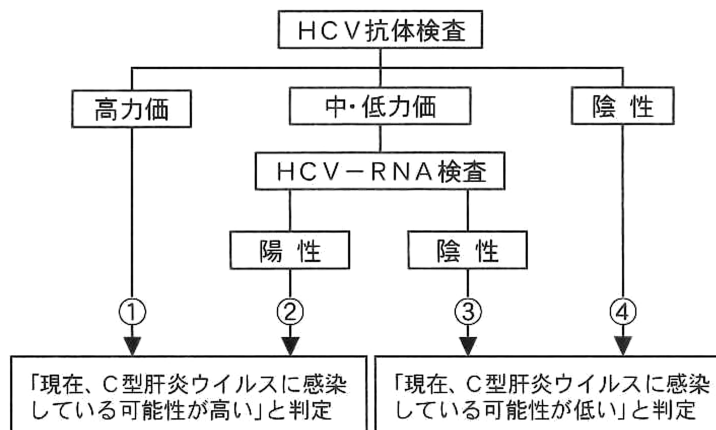 HCV抗体検査
高力価
中・低力価
陰性
HCV-RNA検査
陽性
陰性
①
②
③
④
「現在、C型肝炎ウイルスに感染
している可能性が高い」と判定
「現在、C型肝炎ウイルスに感染
している可能性が低い」と判定